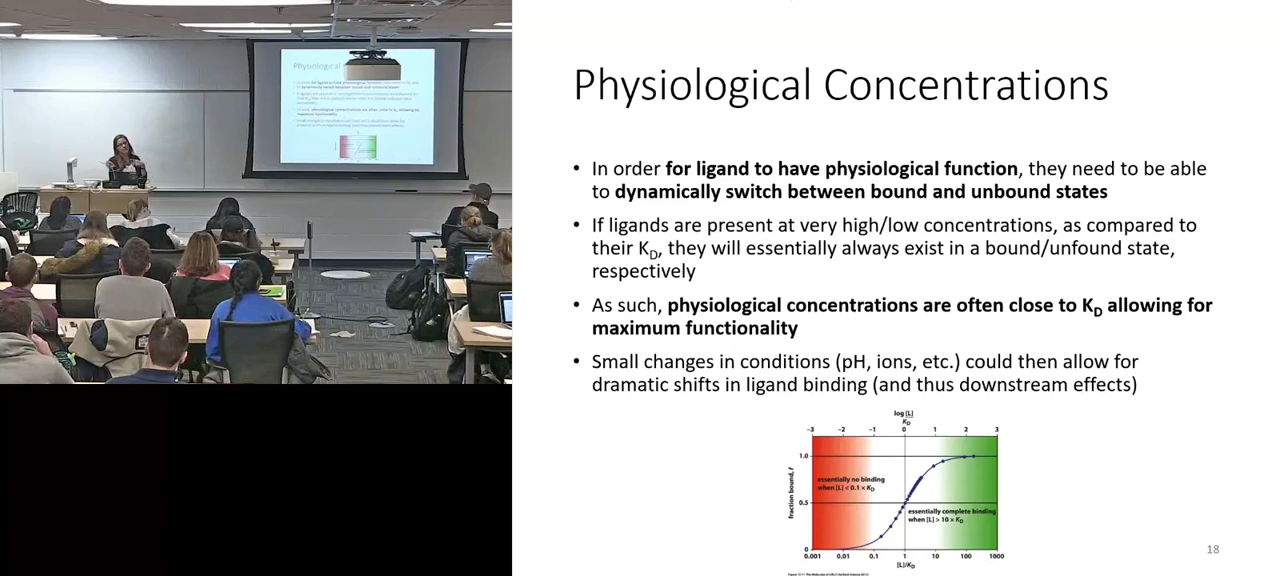 Physiological Concentrations
• In order for ligand to have physiological function, they need to be able
to dynamically switch between bound and unbound states
• If ligands are present at very high/low concentrations, as compared to
their KD, they will essentially always exist in a bound/unfound state,
respectively
• As such, physiological concentrations are often close to KD allowing for
maximum functionality
• Small changes in conditions (pH, ions, etc.) could then allow for
dramatic shifts in ligand binding (and thus downstream effects)
log [L]
KD
-3 -2 -1 0 1 2 3
1.0
0.5
0
fraction bound, f
essentially no binding
when [L] < 0.1 × KD
essentially complete binding
when [L] > 10 × KD
0.001 0.01 0.1 1 10 100 1000
[L]/KD
18
Physiological